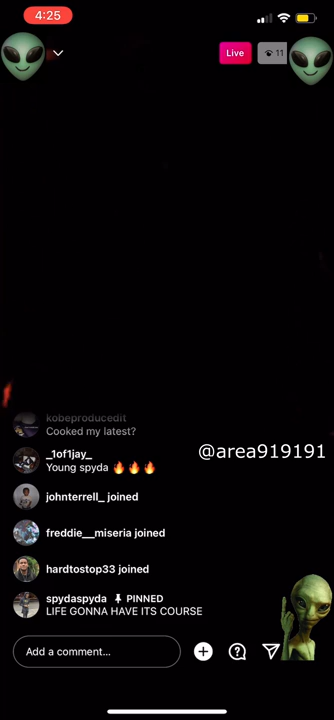 4:25
Live
11
kobeproducedit
Cooked my latest?
@area919191
_1of1jay_
Young spyda 🔥🔥🔥
johnterrell_ joined
freddie__miseria joined
hardtostop33 joined
spydaspyda PINNED
LIFE GONNA HAVE ITS COURSE
Add a comment…